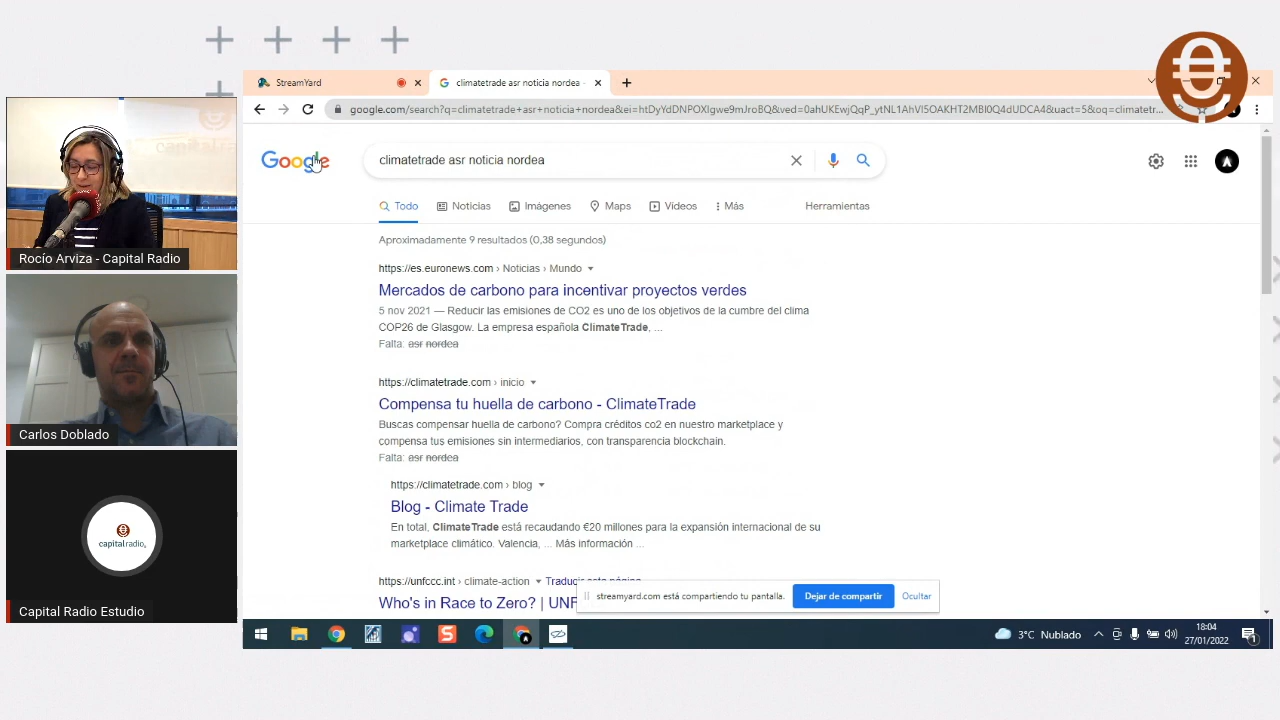 StreamYard
climatetrade asr noticia nordea -
google.com/search?q=climatetrade+asr+noticia+nordea&ei=htDyYdDNPOXlgwe9mJroBQ&ved=0ahUKEwjQqP_ytNL1AhVl5OAKHT2MBl0Q4dUDCA4&uact=5&oq=climatetr...
Google
climatetrade asr noticia nordea
Todo
Noticias
Imágenes
Maps
Vídeos
Más
Herramientas
Aproximadamente 9 resultados (0,38 segundos)
https://es.euronews.com › Noticias › Mundo
Mercados de carbono para incentivar proyectos verdes
5 nov 2021 — Reducir las emisiones de CO2 es uno de los objetivos de la cumbre del clima
COP26 de Glasgow. La empresa española ClimateTrade, ...
Falta: asr nordea
https://climatetrade.com › inicio
Compensa tu huella de carbono - ClimateTrade
Buscas compensar huella de carbono? Compra créditos co2 en nuestro marketplace y
compensa tus emisiones sin intermediarios, con transparencia blockchain.
Falta: asr nordea
https://climatetrade.com › blog
Blog - Climate Trade
En total, ClimateTrade está recaudando €20 millones para la expansión internacional de su
marketplace climático. Valencia, ... Más información ...
https://unfccc.int › climate-action
Traducir esta página
Who's in Race to Zero? | UNF
streamyard.com está compartiendo tu pantalla.
Dejar de compartir
Ocultar
3°C Nublado
18:04
27/01/2022
Rocío Arviza - Capital Radio
Carlos Doblado
capitalradio
Capital Radio Estudio